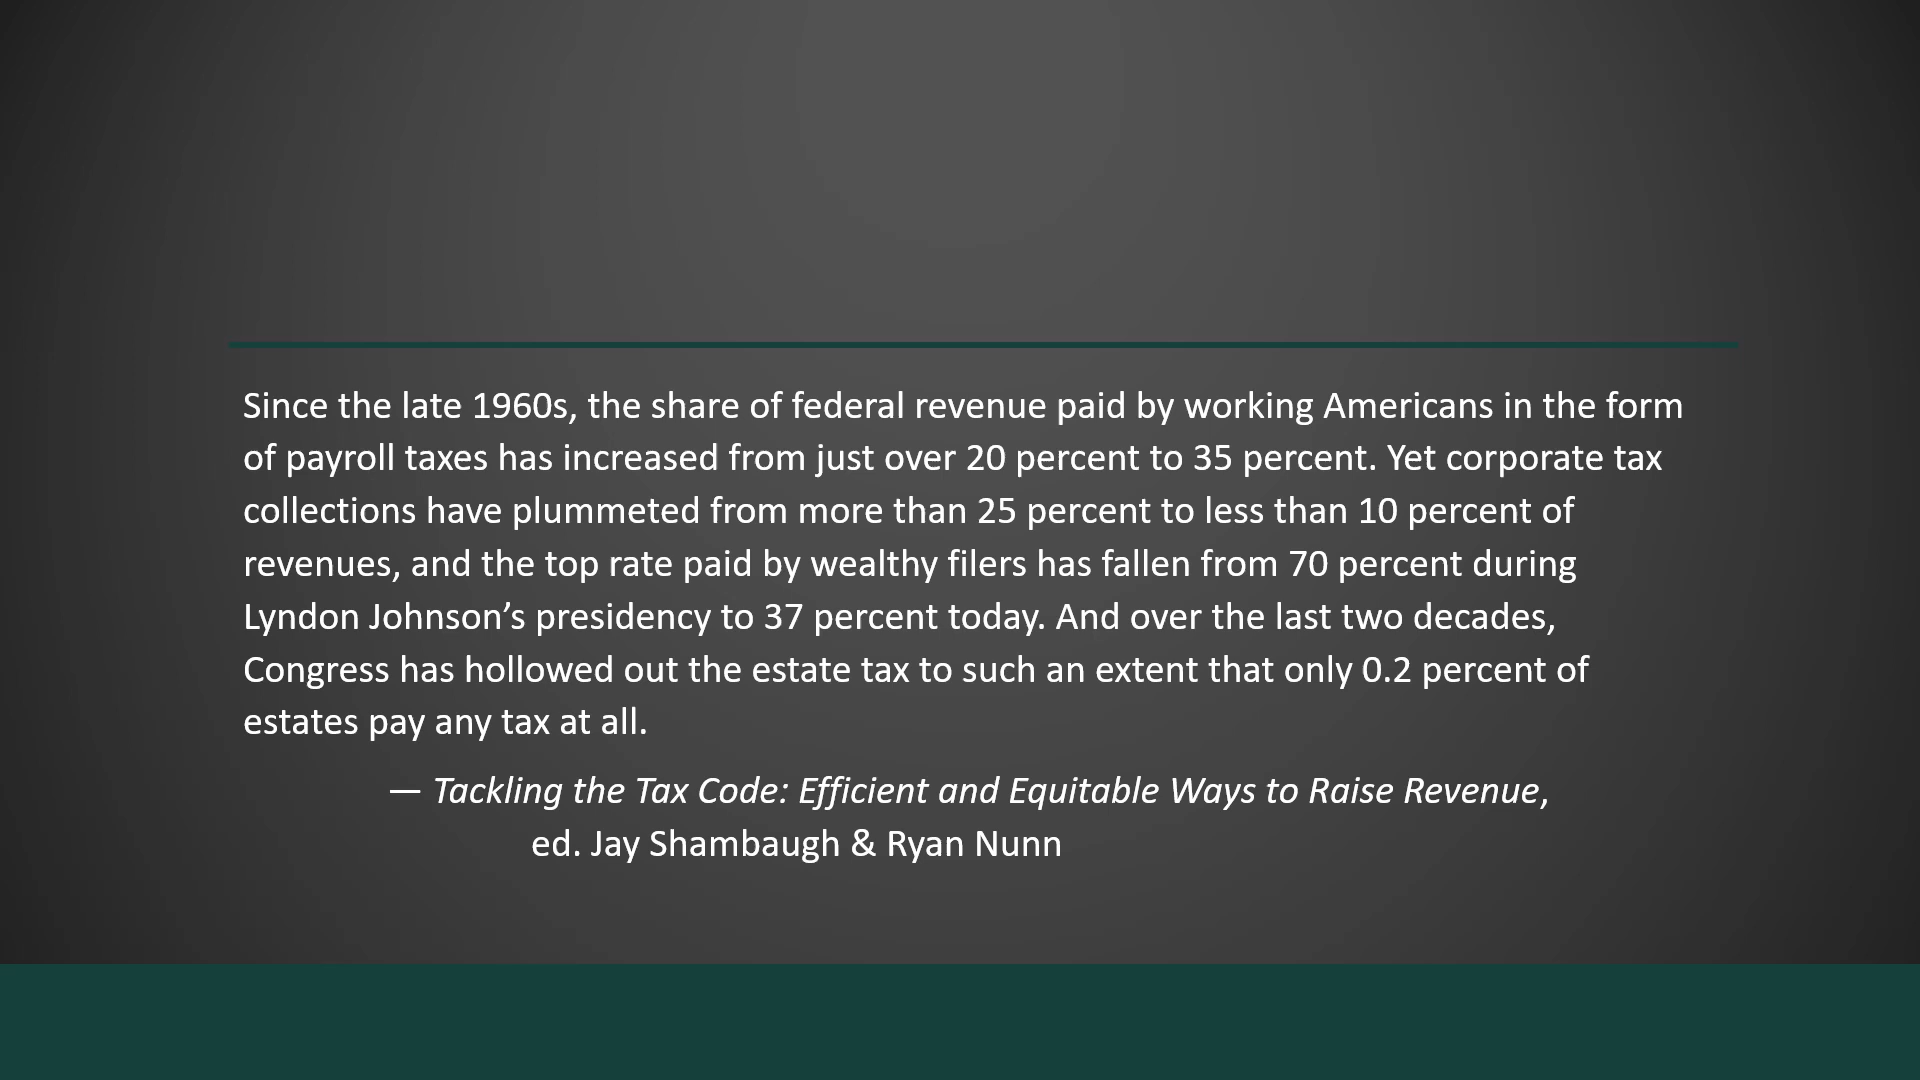 Since the late 1960s, the share of federal revenue paid by working Americans in the form
of payroll taxes has increased from just over 20 percent to 35 percent. Yet corporate tax
collections have plummeted from more than 25 percent to less than 10 percent of
revenues, and the top rate paid by wealthy filers has fallen from 70 percent during
Lyndon Johnson’s presidency to 37 percent today. And over the last two decades,
Congress has hollowed out the estate tax to such an extent that only 0.2 percent of
estates pay any tax at all.
— Tackling the Tax Code: Efficient and Equitable Ways to Raise Revenue,
ed. Jay Shambaugh & Ryan Nunn